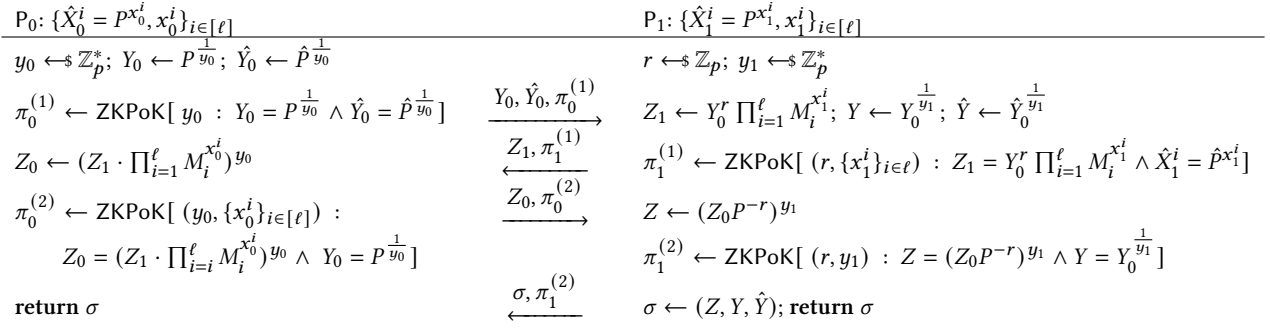 P₀: {X̂₀ⁱ = P^{x₀ⁱ}, x₀ⁱ}_{i∈[ℓ]}    P₁: {X̂₁ⁱ = P^{x₁ⁱ}, x₁ⁱ}_{i∈[ℓ]}
y₀ ←$ ℤₚ*; Y₀ ← P^{1/y₀}; Ŷ₀ ← P̂^{1/y₀}    r ←$ ℤₚ; y₁ ←$ ℤₚ*
π₀^{(1)} ← ZKPoK[ y₀ : Y₀ = P^{1/y₀} ∧ Ŷ₀ = P̂^{1/y₀} ]    Y₀, Ŷ₀, π₀^{(1)} →    Z₁ ← Y₀^r ∏_{i=1}^{ℓ} M_i^{x₁ⁱ}; Y ← Y₀^{1/y₁}; Ŷ ← Ŷ₀^{1/y₁}
Z₀ ← (Z₁ · ∏_{i=1}^{ℓ} M_i^{x₀ⁱ})^{y₀}    Z₁, π₁^{(1)} ←    π₁^{(1)} ← ZKPoK[ (r, {x₁ⁱ}_{i∈ℓ}) : Z₁ = Y₀^r ∏_{i=1}^{ℓ} M_i^{x₁ⁱ} ∧ X̂₁ⁱ = P̂^{x₁ⁱ} ]
π₀^{(2)} ← ZKPoK[ (y₀, {x₀ⁱ}_{i∈[ℓ]}) :    Z₀, π₀^{(2)} →    Z ← (Z₀P^{−r})^{y₁}
Z₀ = (Z₁ · ∏_{i=i}^{ℓ} M_i^{x₀ⁱ})^{y₀} ∧ Y₀ = P^{1/y₀} ]    π₁^{(2)} ← ZKPoK[ (r, y₁) : Z = (Z₀P^{−r})^{y₁} ∧ Y = Y₀^{1/y₁} ]
return σ    σ, π₁^{(2)} ←    σ ← (Z, Y, Ŷ); return σ